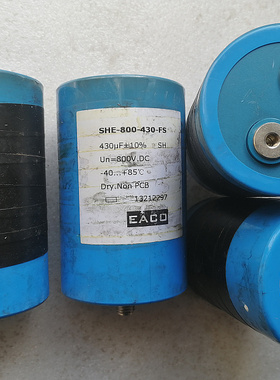 SHE-800-430-FS
430μF±10% SH
Un=800V.DC
-40...+85℃
Dry.Non PCB
13212297
EACO